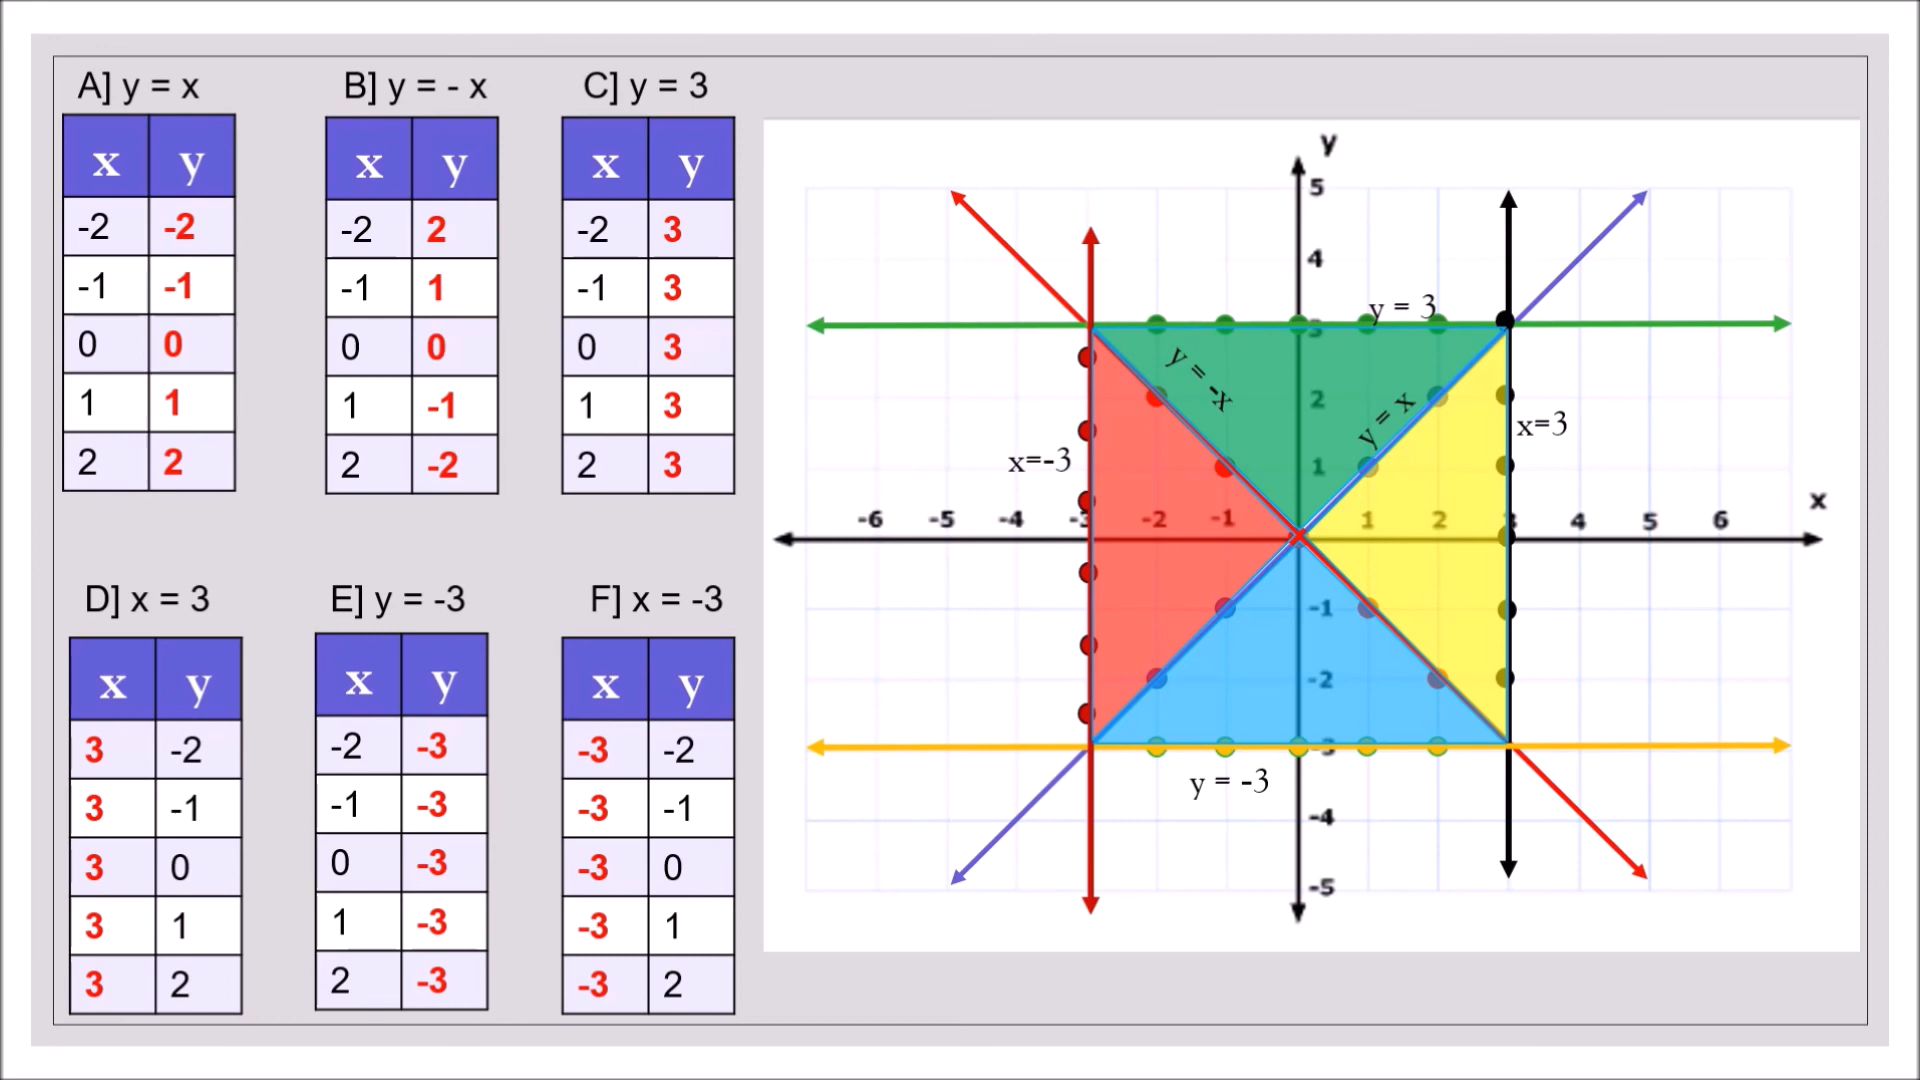 A] y = x
x y
-2 -2
-1 -1
0 0
1 1
2 2
B] y = - x
x y
-2 2
-1 1
0 0
1 -1
2 -2
C] y = 3
x y
-2 3
-1 3
0 3
1 3
2 3
D] x = 3
x y
3 -2
3 -1
3 0
3 1
3 2
E] y = -3
x y
-2 -3
-1 -3
0 -3
1 -3
2 -3
F] x = -3
x y
-3 -2
-3 -1
-3 0
-3 1
-3 2
y
5
4
y = 3
3
y = -x
y = x
2
x=3
x=-3
1
x
-6 -5 -4 -3 -2 -1 1 2 3 4 5 6
-1
-2
-3
y = -3
-4
-5